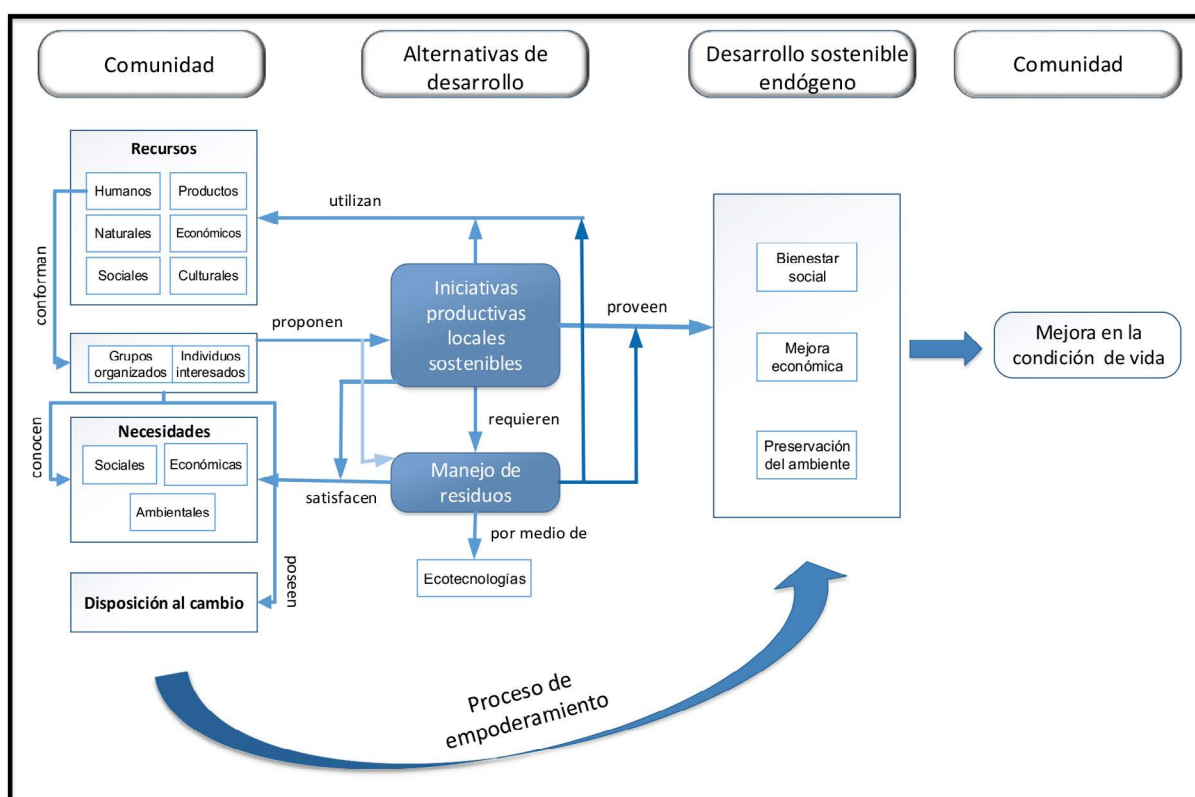 Comunidad
Alternativas de
desarrollo
Desarrollo sostenible
endógeno
Comunidad
Recursos
Humanos
Productos
Naturales
Económicos
Sociales
Culturales
conforman
utilizan
Iniciativas
productivas
locales
sostenibles
proponen
proveen
Grupos
organizados
Individuos
interesados
conocen
Necesidades
Sociales
Económicas
Ambientales
satisfacen
requieren
Manejo de
residuos
por medio de
Ecotecnologías
poseen
Disposición al cambio
Bienestar
social
Mejora
económica
Preservación
del ambiente
Mejora en la
condición de vida
Proceso de
empoderamiento